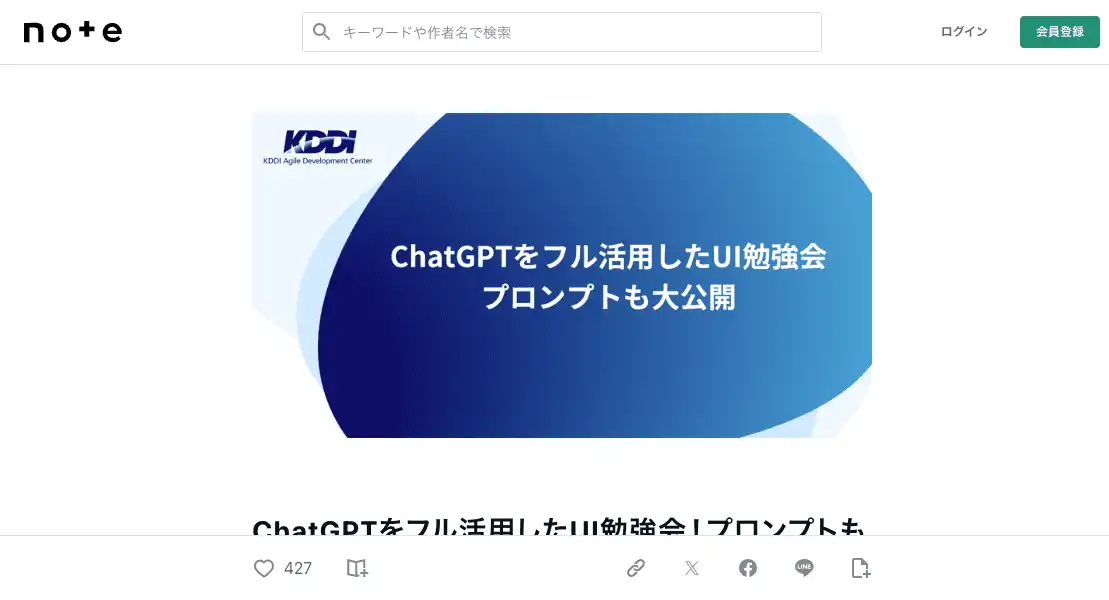 note
キーワードや作者名で検索
ログイン
会員登録
KDDI
KDDI Agile Development Center
ChatGPTをフル活用したUI勉強会
プロンプトも大公開
ChatGPTをフル活用したUI勉強会！プロンプトも
427
LINE